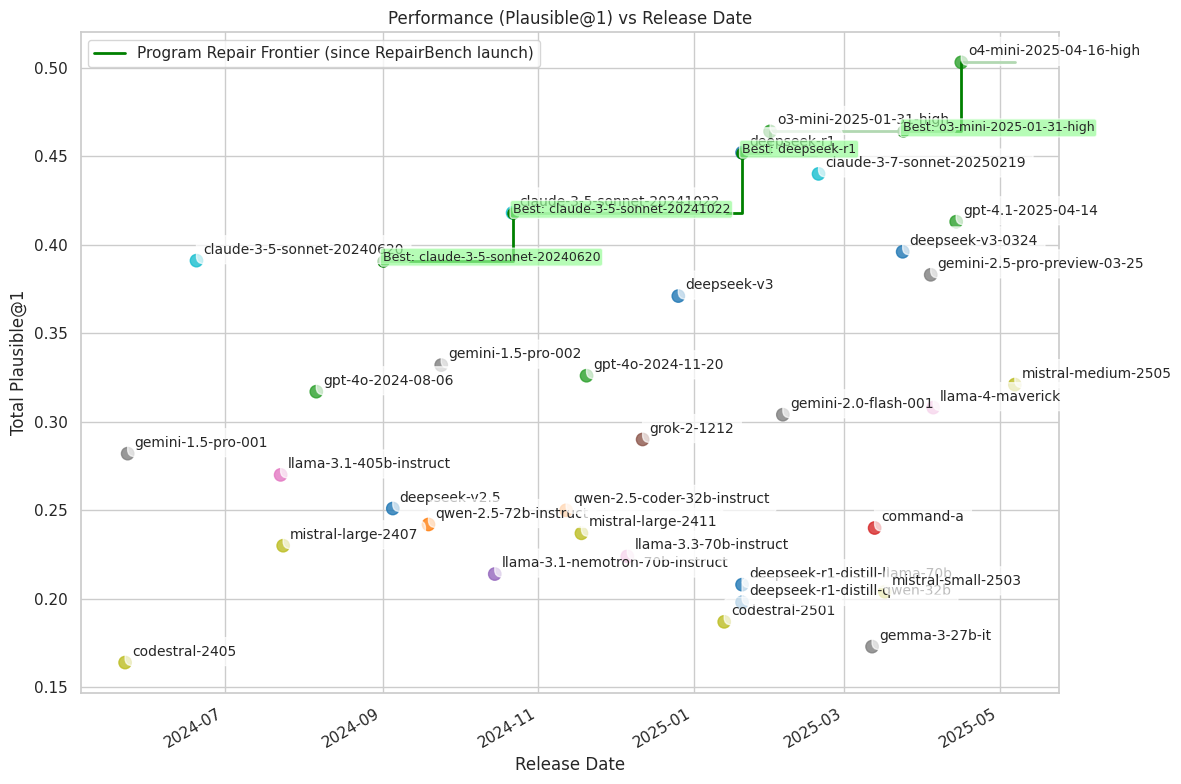 Performance (Plausible@1) vs Release Date
Program Repair Frontier (since RepairBench launch)
o4-mini-2025-04-16-high
0.50
o3-mini-2025-01-31-high
Best: o3-mini-2025-01-31-high
deepseek-r1
Best: deepseek-r1
0.45
claude-3-7-sonnet-20250219
claude-3-5-sonnet-20241022
Best: claude-3-5-sonnet-20241022
gpt-4.1-2025-04-14
claude-3-5-sonnet-20240620
Best: claude-3-5-sonnet-20240620
0.40
deepseek-v3-0324
gemini-2.5-pro-preview-03-25
deepseek-v3
0.35
gemini-1.5-pro-002
gpt-4o-2024-11-20
gpt-4o-2024-08-06
mistral-medium-2505
llama-4-maverick
gemini-2.0-flash-001
0.30
grok-2-1212
gemini-1.5-pro-001
llama-3.1-405b-instruct
deepseek-v2.5
qwen-2.5-coder-32b-instruct
0.25
qwen-2.5-72b-instruct
mistral-large-2411
command-a
mistral-large-2407
llama-3.3-70b-instruct
llama-3.1-nemotron-70b-instruct
deepseek-r1-distill-llama-70b
mistral-small-2503
deepseek-r1-distill-qwen-32b
0.20
codestral-2501
gemma-3-27b-it
codestral-2405
0.15
2024-07
2024-09
2024-11
2025-01
2025-03
2025-05
Release Date
Total Plausible@1